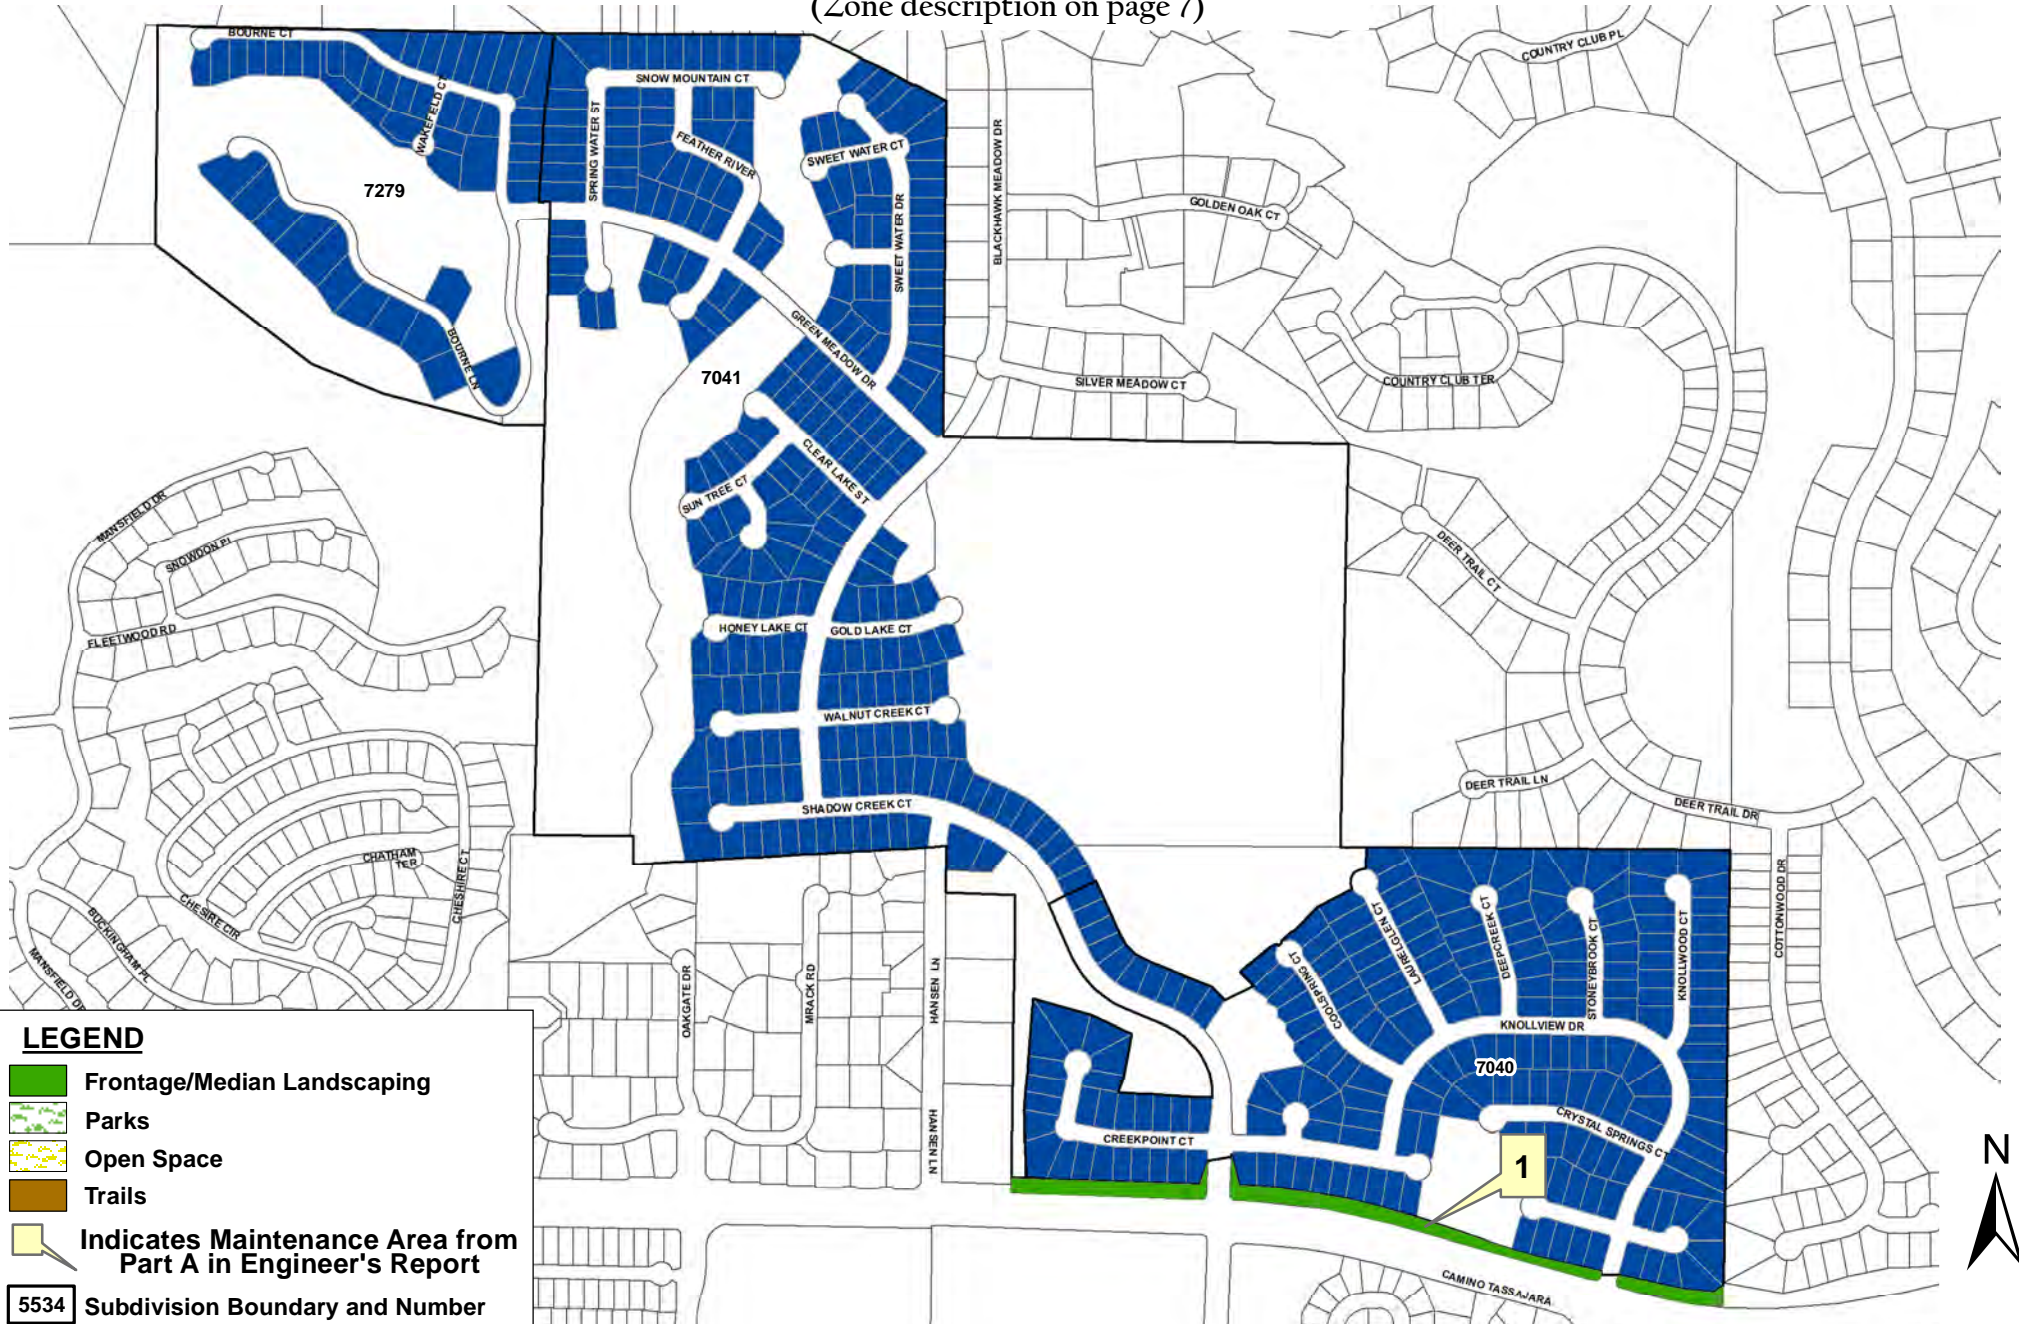 (Zone description on page 7)
BOURNE CT
SNOW MOUNTAIN CT
COUNTRY CLUB PL
WAKEFIELD CT
SPRING WATER ST
FEATHER RIVER
SWEET WATER CT
BLACKHAWK MEADOW DR
7279
GOLDEN OAK CT
SWEET WATER DR
GREEN MEADOW DR
BOURNE LN
7041
SILVER MEADOW CT
COUNTRY CLUB TER
CLEAR LAKE ST
SUN TREE CT
MANSFIELD DR
SNOWDON PL
DEER TRAIL CT
FLEETWOOD RD
HONEY LAKE CT
GOLD LAKE CT
WALNUT CREEK CT
DEER TRAIL LN
SHADOW CREEK CT
DEER TRAIL DR
CHATHAM
TER
CHESHIRE CT
CHESIRE CIR
COTTONWOOD DR
BUCKINGHAM PL
MANSFIELD DR
OAKGATE DR
MRACK RD
HANSEN LN
COOLSPRING CT
LAURELGLEN CT
DEEPCREEK CT
STONEYBROOK CT
KNOLLWOOD CT
KNOLLVIEW DR
7040
CRYSTAL SPRINGS CT
CREEKPOINT CT
HANSEN LN
1
CAMINO TASSAJARA
N
LEGEND
Frontage/Median Landscaping
Parks
Open Space
Trails
Indicates Maintenance Area from
Part A in Engineer's Report
5534 Subdivision Boundary and Number